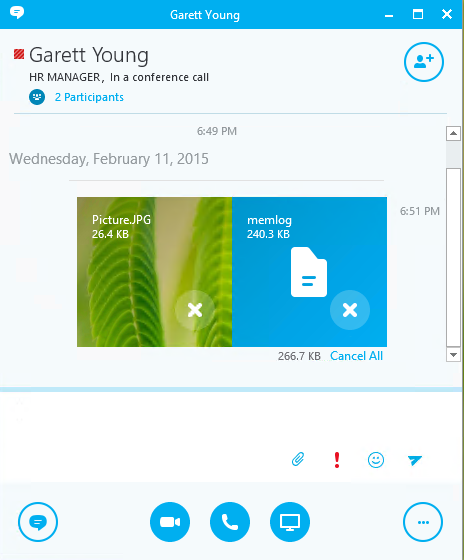 Garett Young
Garett Young
HR MANAGER, In a conference call
2 Participants
6:49 PM
Wednesday, February 11, 2015
6:51 PM
Picture.JPG
26.4 KB
memlog
240.3 KB
266.7 KB Cancel All